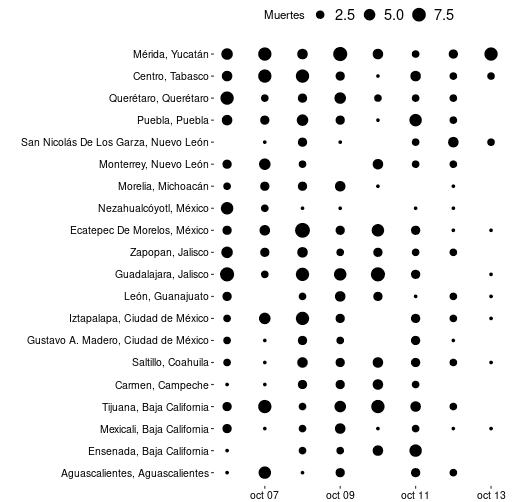 Muertes 2.5 5.0 7.5
Mérida, Yucatán
Centro, Tabasco
Querétaro, Querétaro
Puebla, Puebla
San Nicolás De Los Garza, Nuevo León
Monterrey, Nuevo León
Morelia, Michoacán
Nezahualcóyotl, México
Ecatepec De Morelos, México
Zapopan, Jalisco
Guadalajara, Jalisco
León, Guanajuato
Iztapalapa, Ciudad de México
Gustavo A. Madero, Ciudad de México
Saltillo, Coahuila
Carmen, Campeche
Tijuana, Baja California
Mexicali, Baja California
Ensenada, Baja California
Aguascalientes, Aguascalientes
oct 07 oct 09 oct 11 oct 13